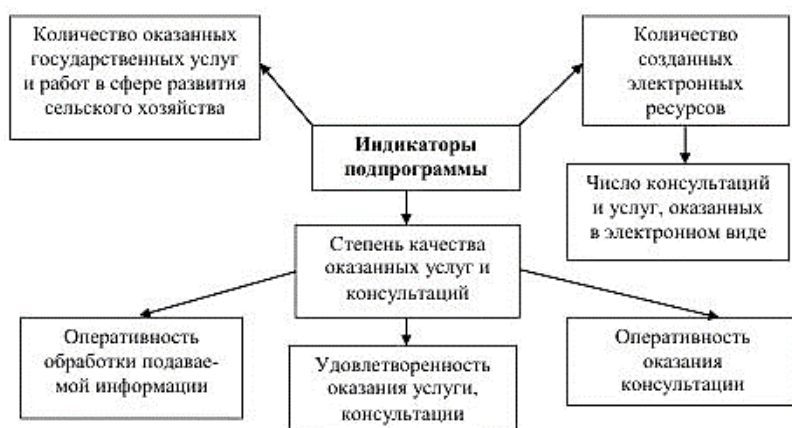 Количество оказанных
государственных услуг
и работ в сфере развития
сельского хозяйства
Количество
созданных
электронных
ресурсов
Индикаторы
подпрограммы
Число консультаций
и услуг, оказанных
в электронном виде
Степень качества
оказанных услуг и
консультаций
Оперативность
обработки подавае-
мой информации
Удовлетворенность
оказания услуги,
консультации
Оперативность
оказания
консультации